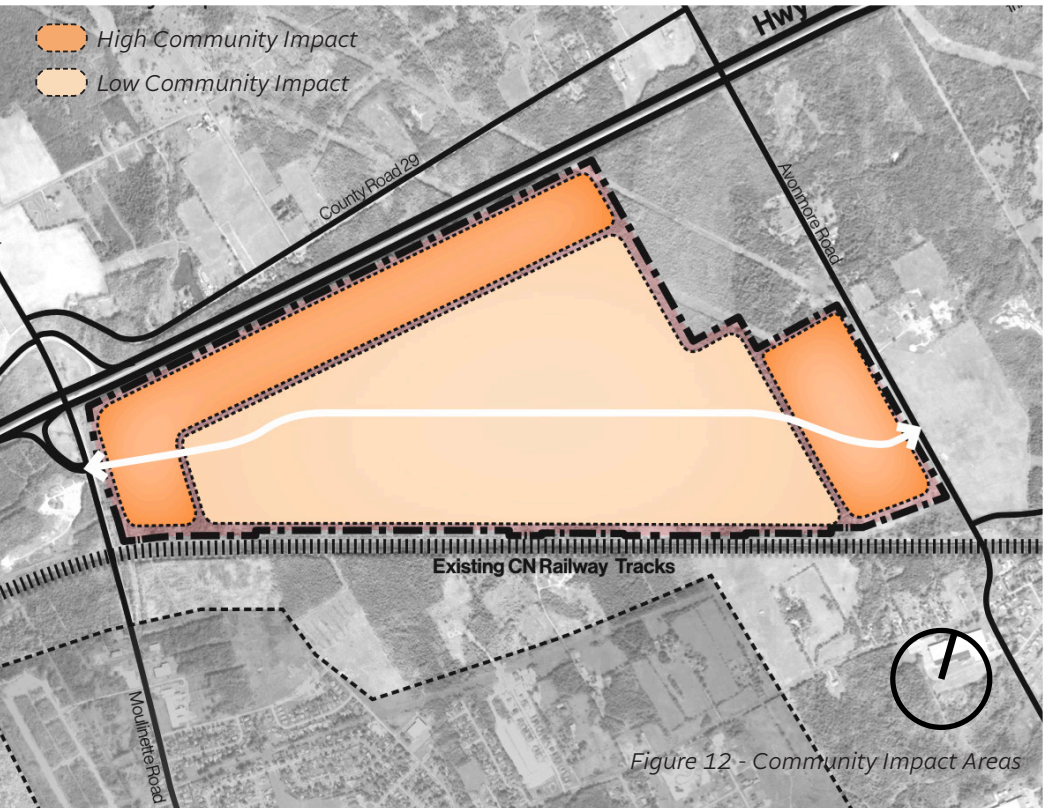 High Community Impact
Low Community Impact
Hwy
County Road 29
Avonmore Road
Existing CN Railway Tracks
Moulinette Road
Figure 12 - Community Impact Areas